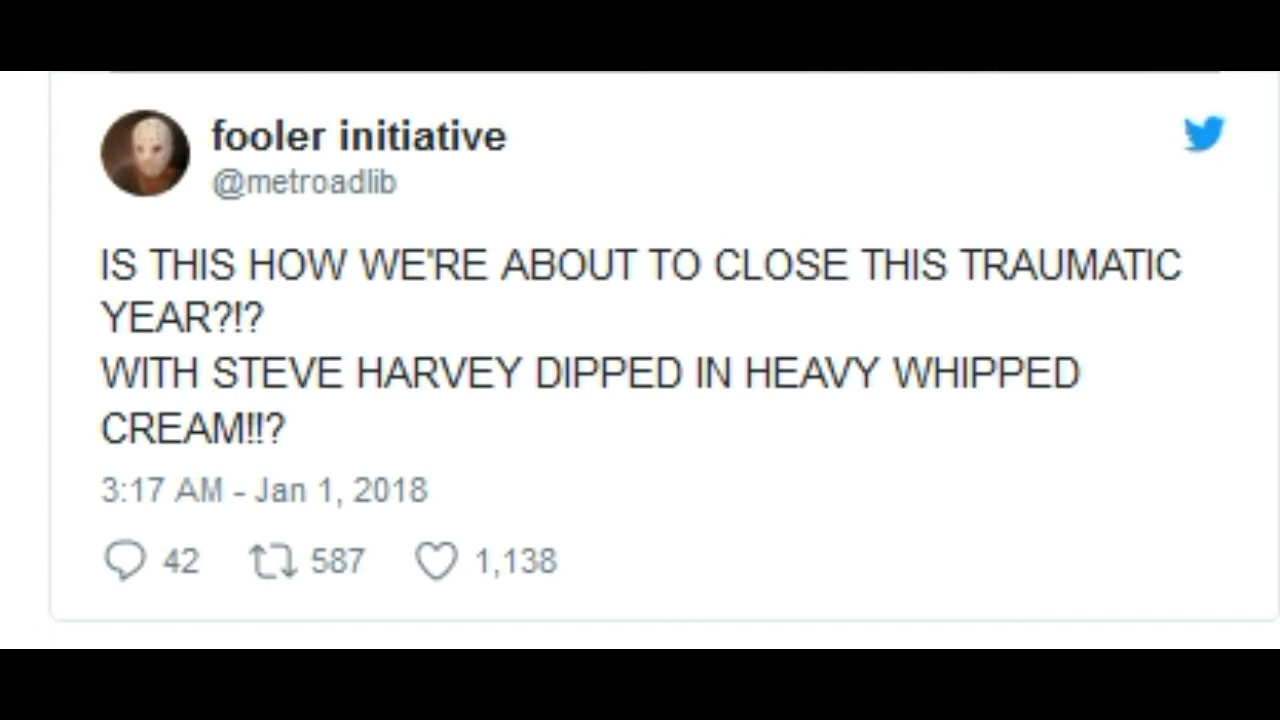 fooler initiative
@metroadlib
IS THIS HOW WE'RE ABOUT TO CLOSE THIS TRAUMATIC
YEAR?!?
WITH STEVE HARVEY DIPPED IN HEAVY WHIPPED
CREAM!!?
3:17 AM - Jan 1, 2018
42 587 1,138